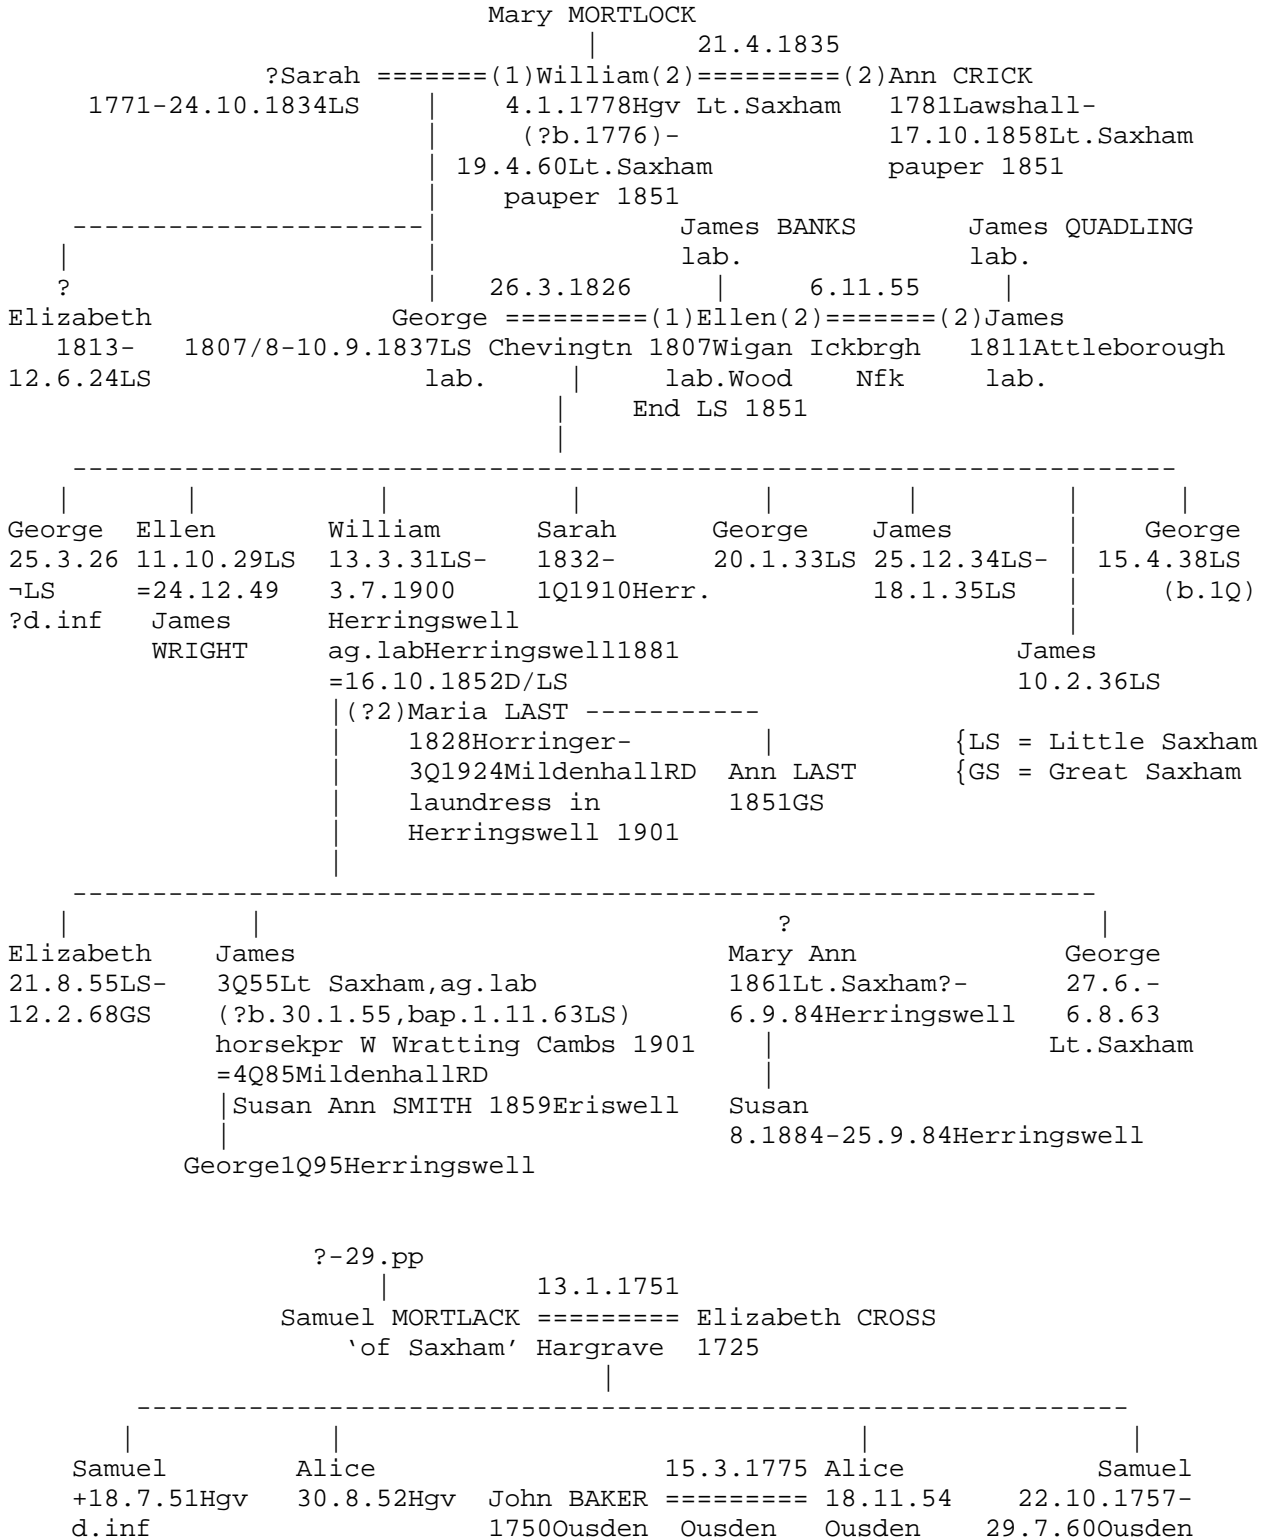 Mary MORTLOCK
| 21.4.1835
?Sarah =======(1)William(2)=========(2)Ann CRICK
1771-24.10.1834LS | 4.1.1778Hgv Lt.Saxham 1781Lawshall-
| (?b.1776)- 17.10.1858Lt.Saxham
| 19.4.60Lt.Saxham pauper 1851
| pauper 1851
----------------------| James BANKS James QUADLING
| | lab. lab.
? | 26.3.1826 | 6.11.55 |
Elizabeth George =========(1)Ellen(2)=======(2)James
1813- 1807/8-10.9.1837LS Chevingtn 1807Wigan Ickbrgh 1811Attleborough
12.6.24LS lab. | lab.Wood Nfk lab.
| End LS 1851
|
---------------------------------------------------------------------
| | | | | | | |
George Ellen William Sarah George James | George
25.3.26 11.10.29LS 13.3.31LS- 1832- 20.1.33LS 25.12.34LS- | 15.4.38LS
¬LS =24.12.49 3.7.1900 1Q1910Herr. 18.1.35LS | (b.1Q)
?d.inf James Herringswell |
WRIGHT ag.labHerringswell1881 James
=16.10.1852D/LS 10.2.36LS
|(?2)Maria LAST -----------
| 1828Horringer- | {LS = Little Saxham
| 3Q1924MildenhallRD Ann LAST {GS = Great Saxham
| laundress in 1851GS
| Herringswell 1901
|
----------------------------------------------------------------
| | ? |
Elizabeth James Mary Ann George
21.8.55LS- 3Q55Lt Saxham,ag.lab 1861Lt.Saxham?- 27.6.-
12.2.68GS (?b.30.1.55,bap.1.11.63LS) 6.9.84Herringswell 6.8.63
horsekpr W Wratting Cambs 1901 | Lt.Saxham
=4Q85MildenhallRD |
|Susan Ann SMITH 1859Eriswell Susan
| 8.1884-25.9.84Herringswell
George1Q95Herringswell
?-29.pp
| 13.1.1751
Samuel MORTLACK ========= Elizabeth CROSS
‘of Saxham’ Hargrave 1725
|
--------------------------------------------------------------
| | | |
Samuel Alice 15.3.1775 Alice Samuel
+18.7.51Hgv 30.8.52Hgv John BAKER ========= 18.11.54 22.10.1757-
d.inf 1750Ousden Ousden Ousden 29.7.60Ousden